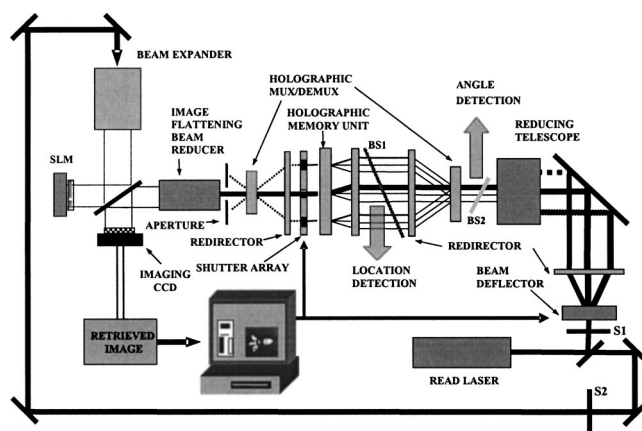 BEAM EXPANDER
HOLOGRAPHIC
MUX/DEMUX
ANGLE
DETECTION
IMAGE
FLATTENING
BEAM
REDUCER
HOLOGRAPHIC
MEMORY UNIT
BS1
REDUCING
TELESCOPE
SLM
BS2
APERTURE
REDIRECTOR
REDIRECTOR
SHUTTER ARRAY
LOCATION
DETECTION
BEAM
DEFLECTOR
IMAGING
CCD
S1
RETRIEVED
IMAGE
READ LASER
S2